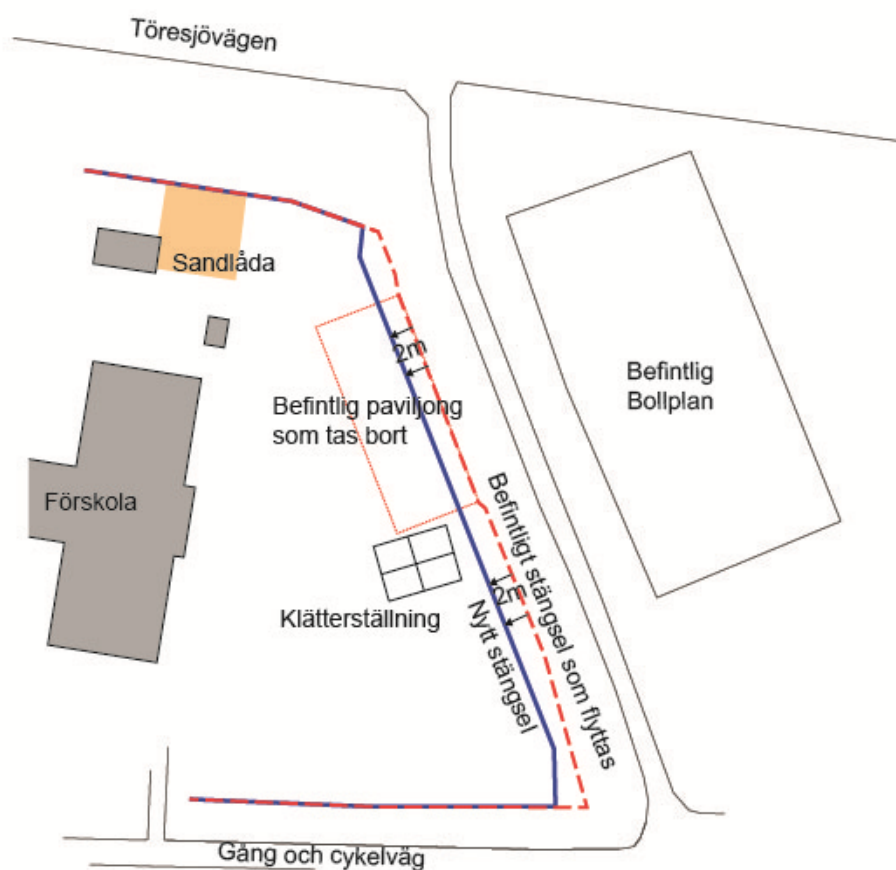 Töresjövägen
Sandlåda
2m
Befintlig
Bollplan
Befintlig paviljong
som tas bort
Förskola
Befintligt stängsel som flyttas
2m
Nytt stängsel
Klätterställning
Gång och cykelväg